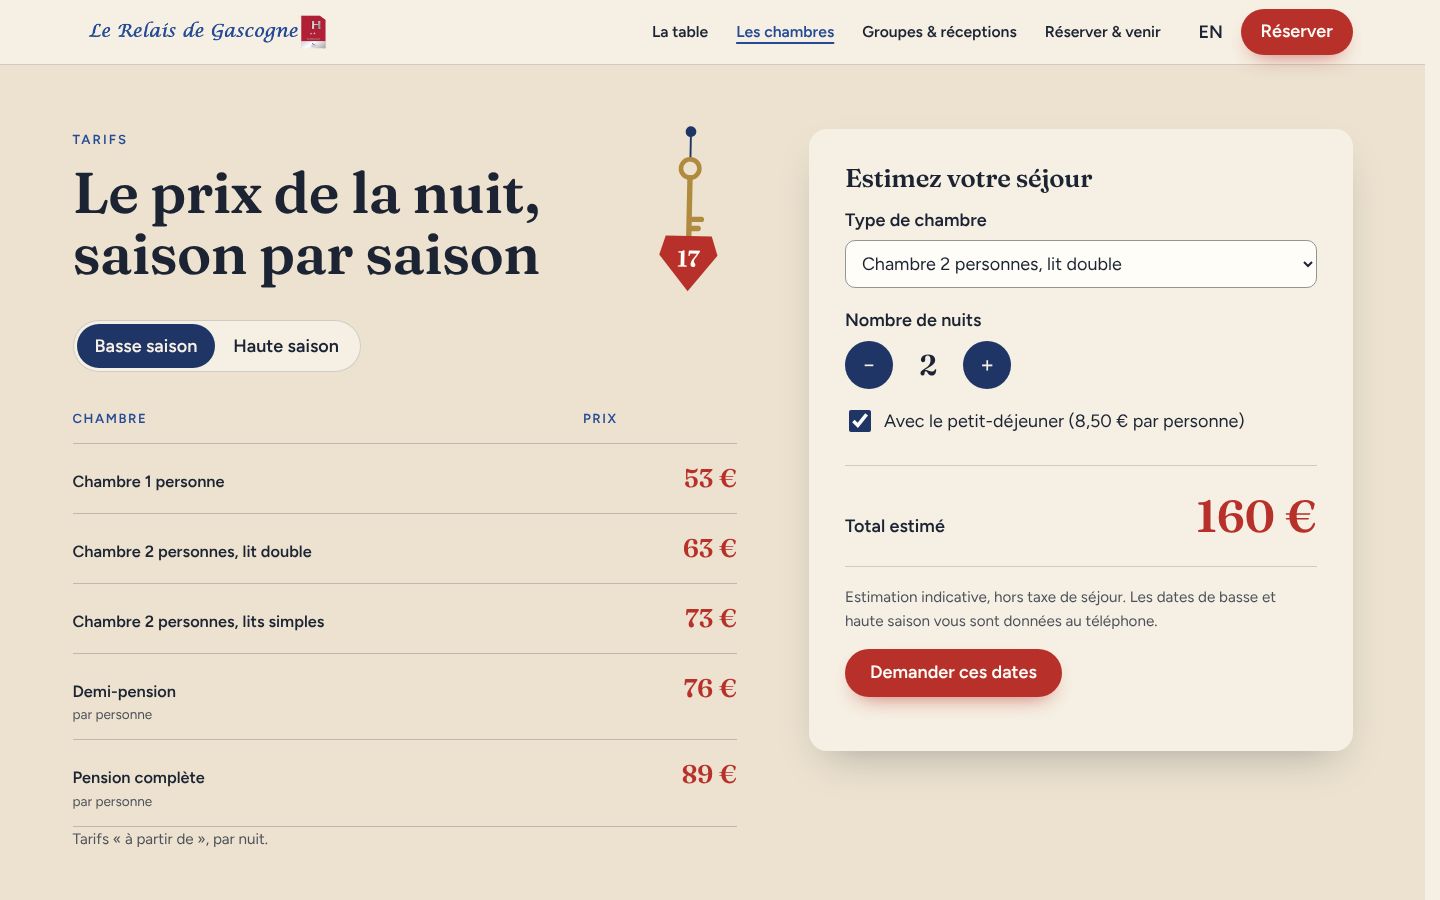 Le Relais de Gascogne
H
La table
Les chambres
Groupes & réceptions
Réserver & venir
EN
Réserver
TARIFS
Le prix de la nuit,
saison par saison
17
Basse saison
Haute saison
CHAMBRE
PRIX
Chambre 1 personne
53 €
Chambre 2 personnes, lit double
63 €
Chambre 2 personnes, lits simples
73 €
Demi-pension
par personne
76 €
Pension complète
par personne
89 €
Tarifs « à partir de », par nuit.
Estimez votre séjour
Type de chambre
Chambre 2 personnes, lit double
Nombre de nuits
− 2 +
Avec le petit-déjeuner (8,50 € par personne)
Total estimé
160 €
Estimation indicative, hors taxe de séjour. Les dates de basse et
haute saison vous sont données au téléphone.
Demander ces dates